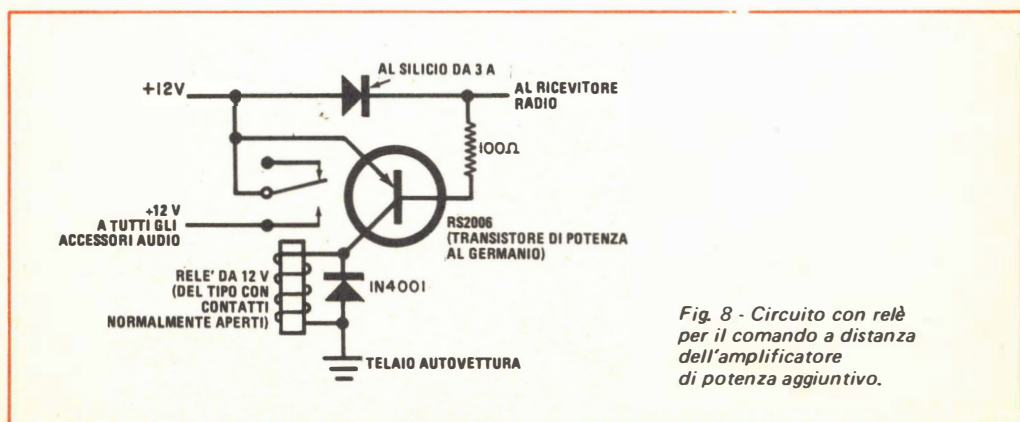 AL SILICIO DA 3 A
+12V
AL RICEVITORE
RADIO
100Ω
+12 V
A TUTTI GLI
ACCESSORI AUDIO
RS2006
(TRANSISTORE DI POTENZA
AL GERMANIO)
RELE' DA 12 V
(DEL TIPO CON
CONTATTI
NORMALMENTE APERTI)
1N4001
TELAIO AUTOVETTURA
Fig. 8 - Circuito con relè
per il comando a distanza
dell'amplificatore
di potenza aggiuntivo.